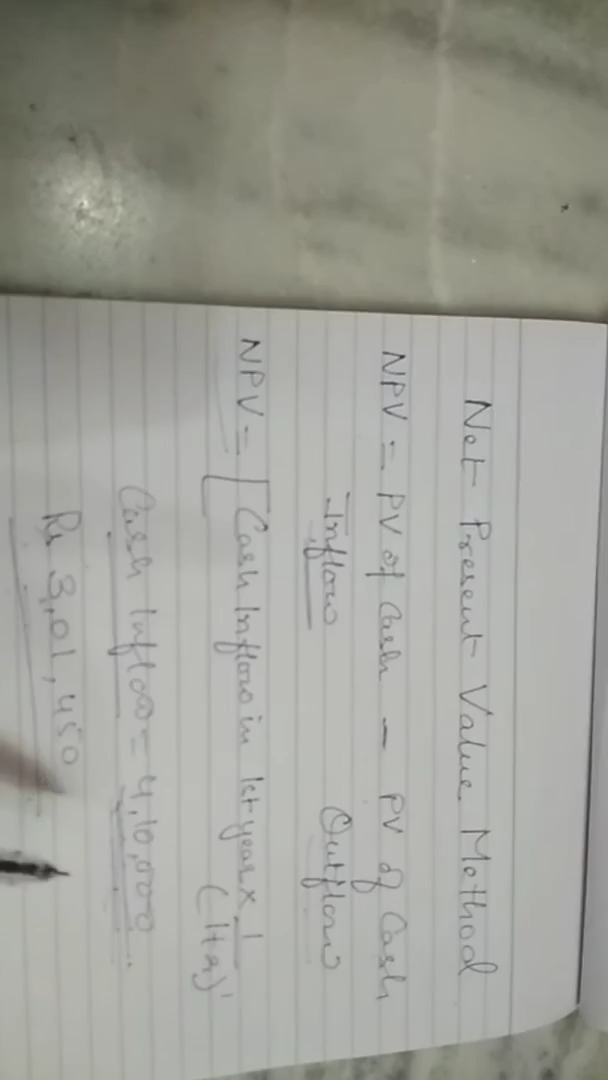 Net Present Value Method
NPV = PV of Cash - PV of Cash
Inflow Outflow
NPV = [Cash Inflow in 1st year x 1
(1+r)¹
Cash Inflow = 4,10,000
Rs 3,01,450